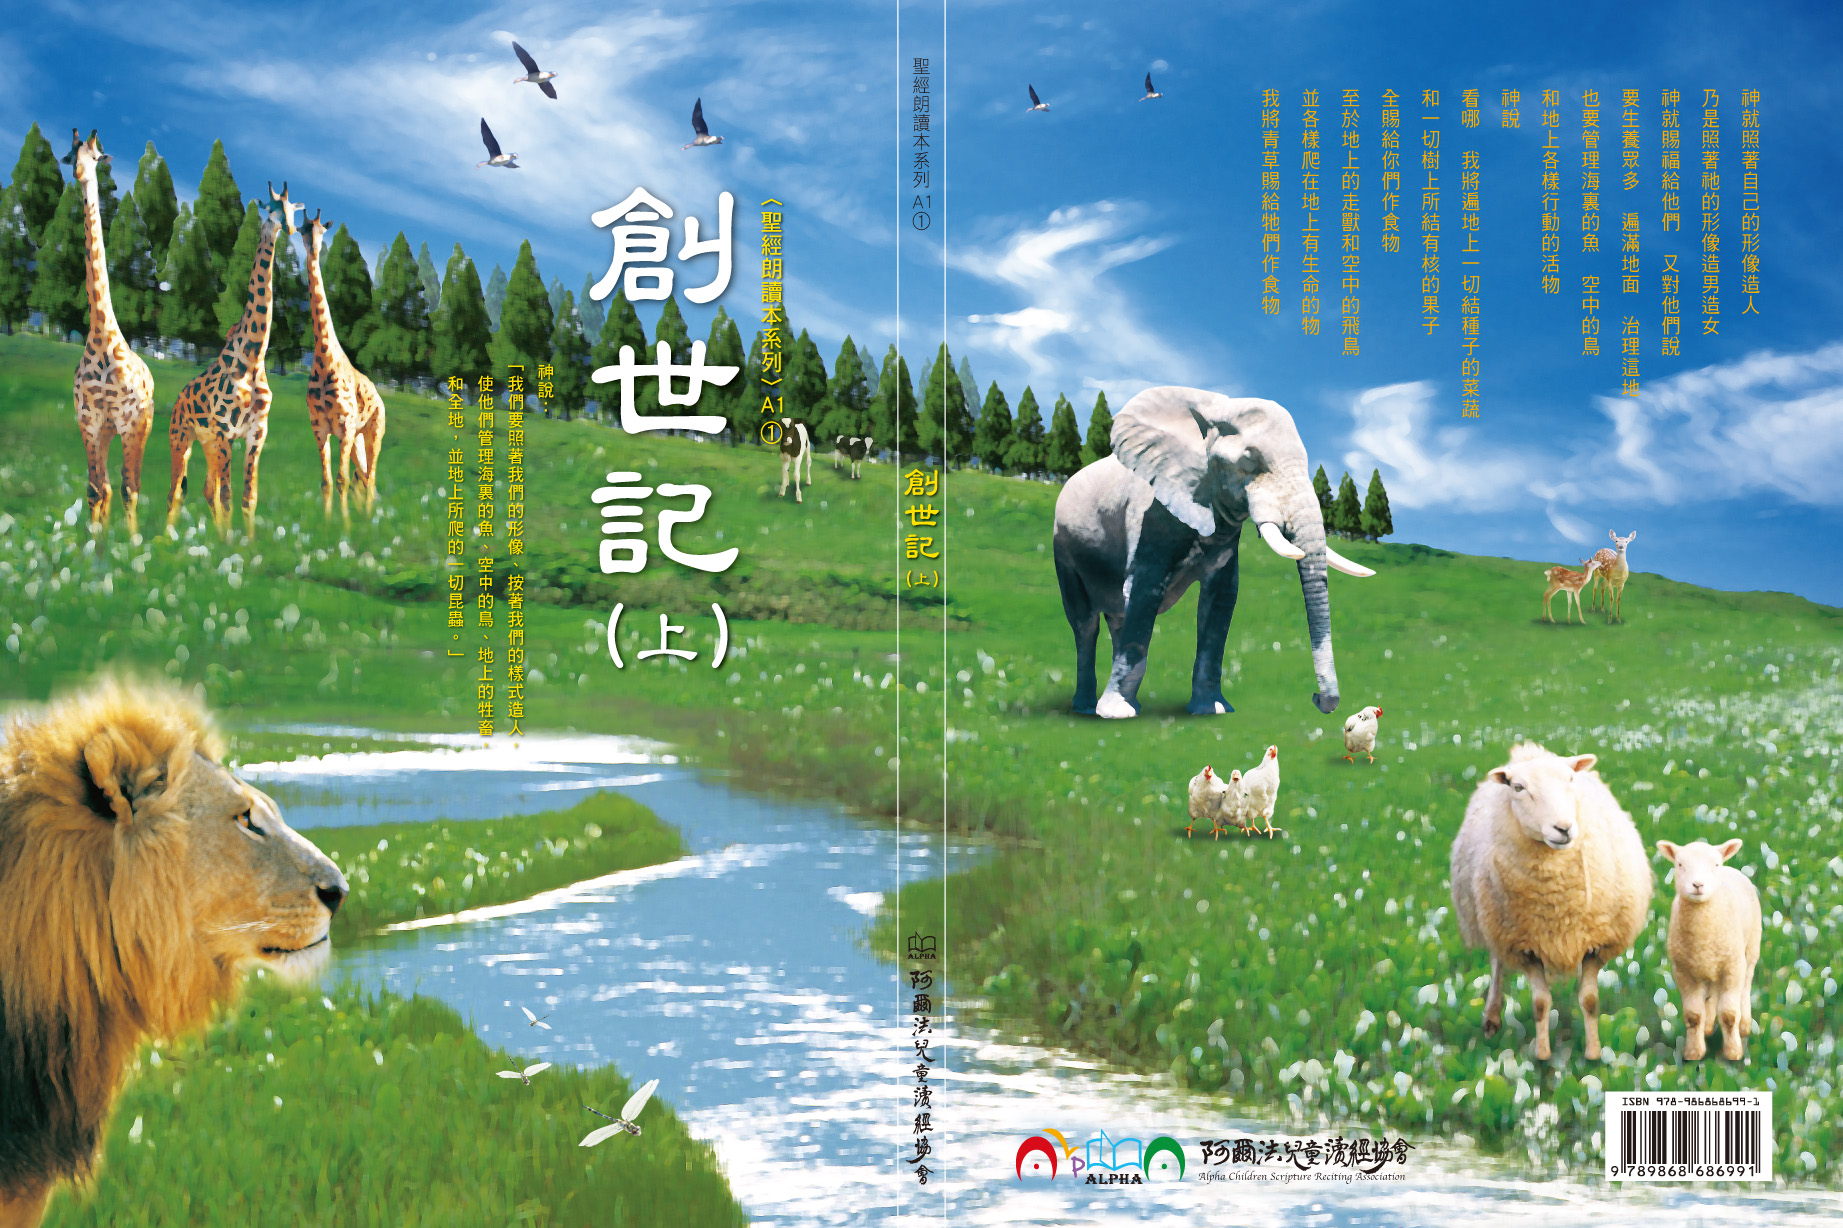 〈聖經朗讀本系列〉A1①
創世記(上)
神說：
「我們要照著我們的形像、按著我們的樣式造人，
使他們管理海裏的魚、空中的鳥、地上的牲畜，
和全地，並地上所爬的一切昆蟲。」
聖經朗讀本系列 A1①
創世記(上)
ALPHA
阿爾法兒童讀經協會
神就照著自己的形像造人
乃是照著祂的形像造男造女
神就賜福給他們　又對他們說
要生養眾多　遍滿地面　治理這地
也要管理海裏的魚　空中的鳥
和地上各樣行動的活物
神說
看哪　我將遍地上一切結種子的菜蔬
和一切樹上所結有核的果子
全賜給你們作食物
至於地上的走獸和空中的飛鳥
並各樣爬在地上有生命的物
我將青草賜給牠們作食物
ALPHA
阿爾法兒童讀經協會
Alpha Children Scripture Reciting Association
ISBN 978-986868699-1
9 789868 686991